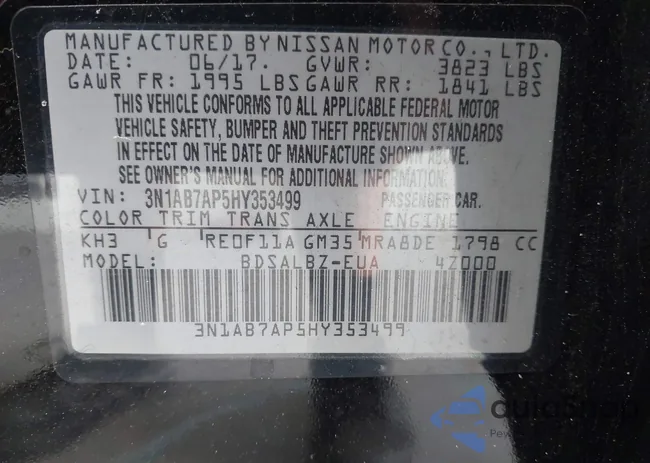 MANUFACTURED BY NISSAN MOTOR CO., LTD.
DATE: 06/17. GVWR: 3823 LBS
GAWR FR: 1995 LBS GAWR RR: 1841 LBS
THIS VEHICLE CONFORMS TO ALL APPLICABLE FEDERAL MOTOR
VEHICLE SAFETY, BUMPER AND THEFT PREVENTION STANDARDS
IN EFFECT ON THE DATE OF MANUFACTURE SHOWN ABOVE.
SEE OWNER'S MANUAL FOR ADDITIONAL INFORMATION.
VIN: 3N1AB7AP5HY353499 PASSENGER CAR.
COLOR TRIM TRANS AXLE ENGINE
KH3 G RE0F11A GM35 MRA8DE 1798 CC
MODEL: BDSALBZ-EUA 4Z000
3N1AB7AP5HY353499